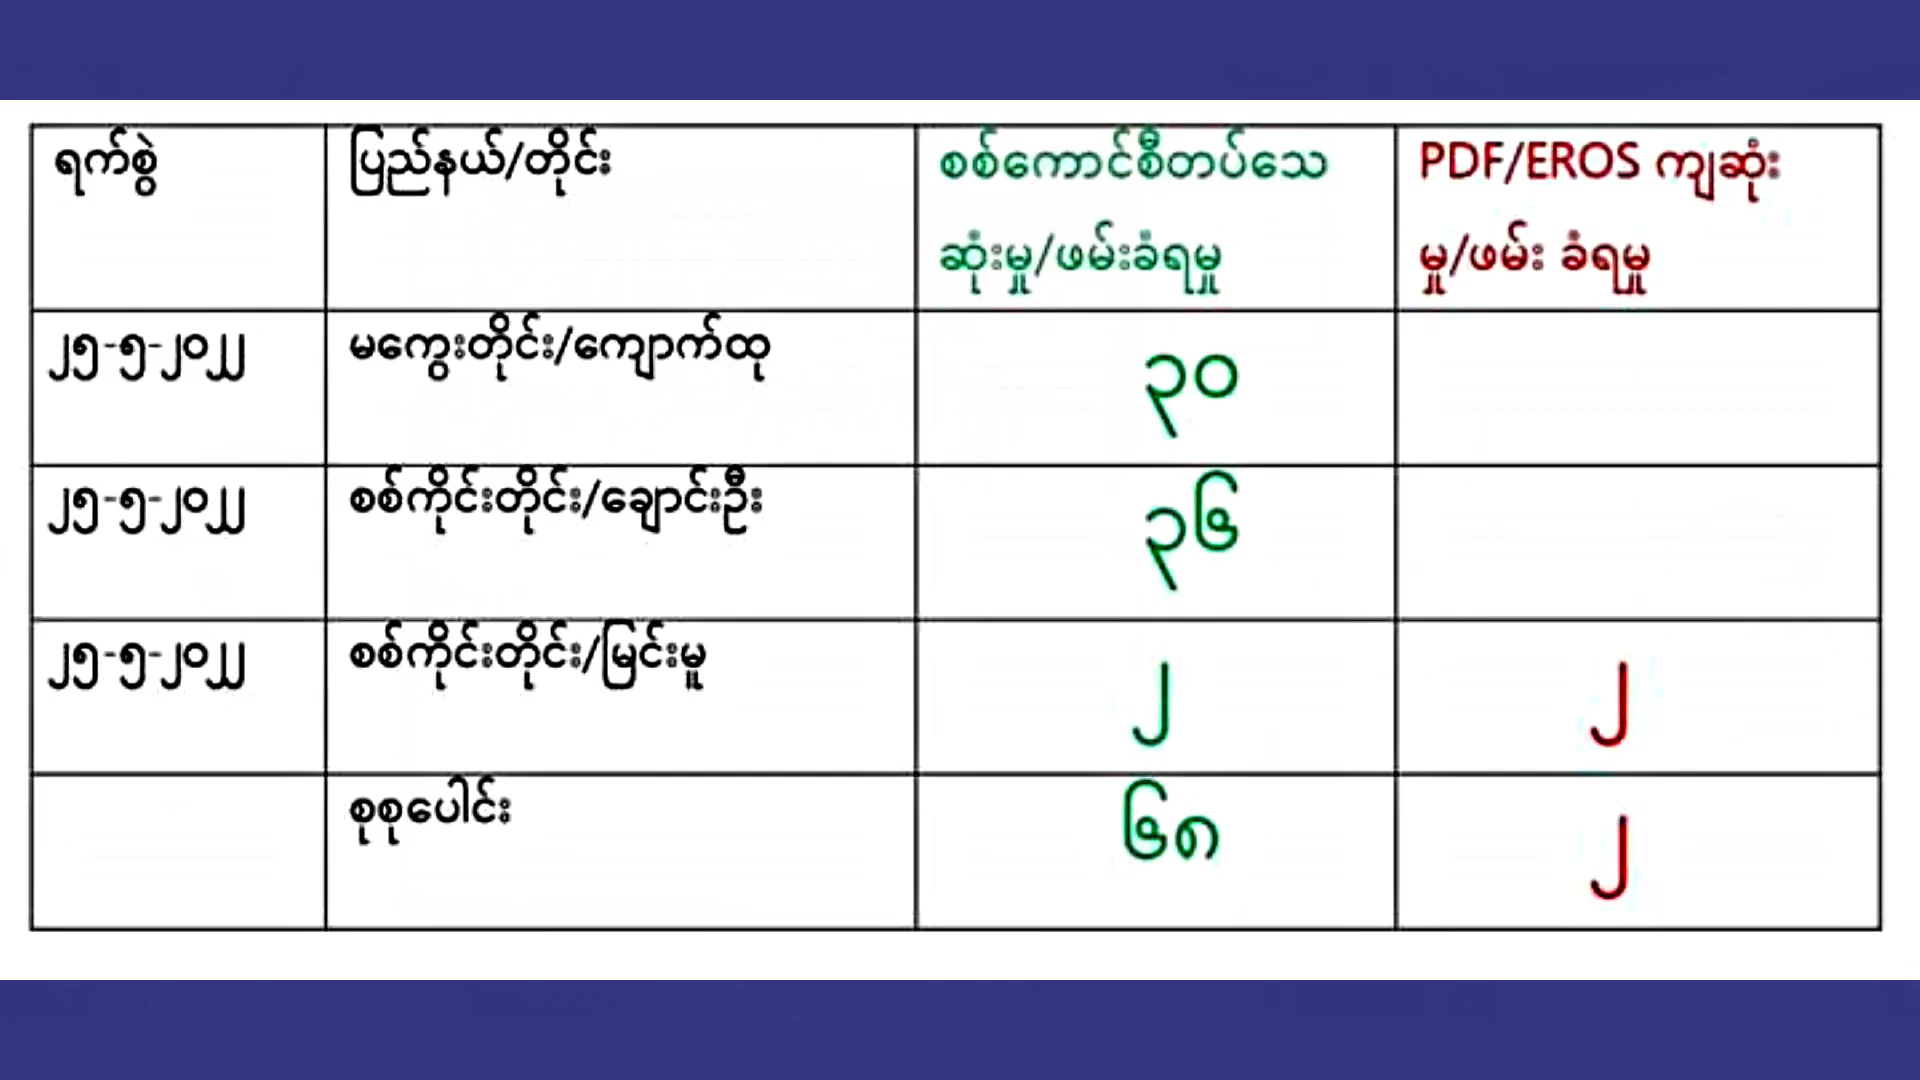 ရက်စွဲ
ပြည်နယ်/တိုင်း
စစ်ကောင်စီတပ်သေ
ဆုံးမှု/ဖမ်းခံရမှု
PDF/EROS ကျဆုံး
မှု/ဖမ်း ခံရမှု
၂၅-၅-၂၀၂၂
မကွေးတိုင်း/ကျောက်ထု
၃၀
၂၅-၅-၂၀၂၂
စစ်ကိုင်းတိုင်း/ချောင်းဦး
၃၆
၂၅-၅-၂၀၂၂
စစ်ကိုင်းတိုင်း/မြင်းမူ
၂
၂
စုစုပေါင်း
၆၈
၂